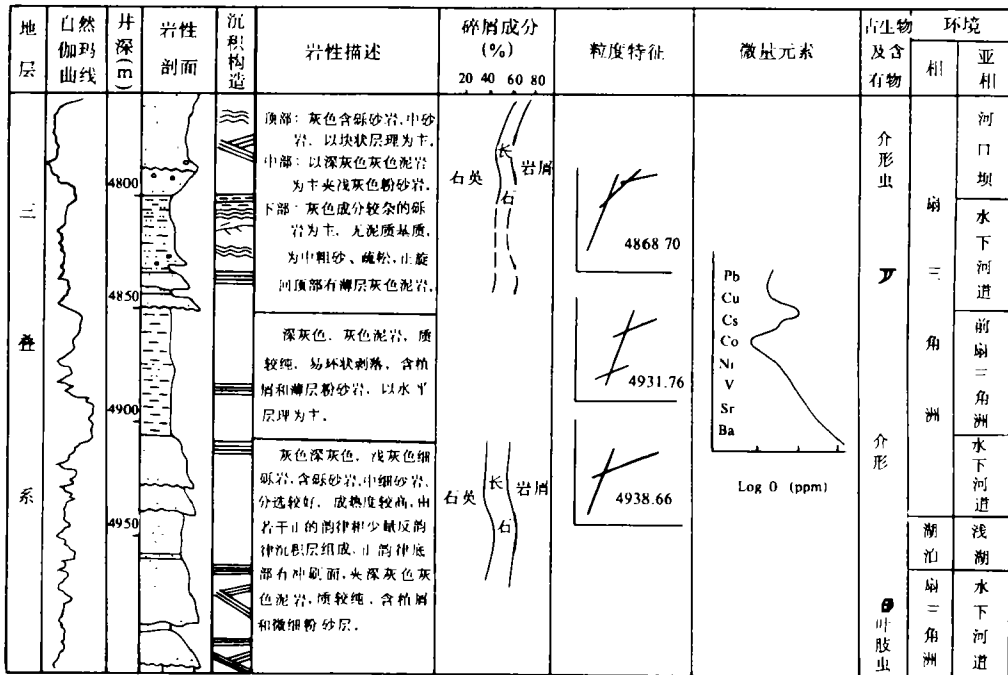 地层
自然伽玛曲线
井深(m)
岩性剖面
沉积构造
岩性描述
碎屑成分(%)
20 40 60 80
粒度特征
微量元素
古生物及含有物
环境
相
亚相
三叠系
4800
4850
4900
4950
顶部：灰色含砾砂岩，中砂
岩，以块状层理为主，
中部：以深灰色灰色泥岩
为主夹浅灰色粉砂岩，
下部：灰色成分较杂的砾
岩为主，无泥质基质，
为中粗砂、疏松，正旋
回顶部有薄层灰色泥岩，
深灰色、灰色泥岩，质
较纯，易环状剥落，含植
屑和薄层粉砂岩，以水平
层理为主。
灰色深灰色，浅灰色细
砾岩，含砾砂岩，中细砂岩，
分选较好，成熟度较高，由
若干正的韵律和少量反韵
律沉积层组成，正韵律底
部有冲刷面，夹深灰色灰
色泥岩，质较纯，含植屑
和微细粉砂层。
石英
长石
岩屑
石英
长石
岩屑
4868 70
4931.76
4938.66
Pb
Cu
Cs
Co
Ni
V
Sr
Ba
Log 0 (ppm)
介形虫
介形
叶肢虫
扇三角洲
湖泊
扇三角洲
河口坝
水下河道
前扇三角洲
水下河道
浅湖
水下河道